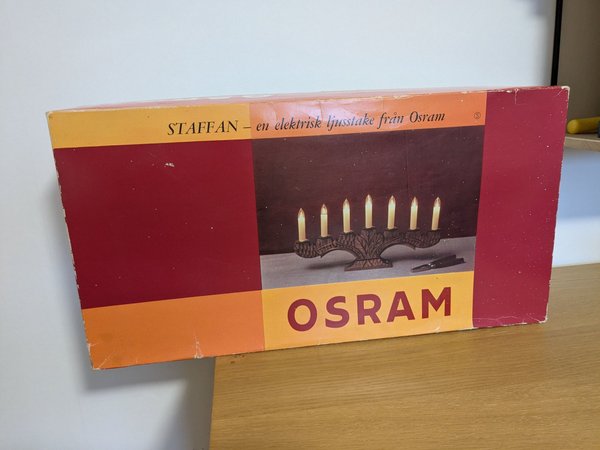 STAFFAN – en elektrisk ljusstake från Osram Ⓢ
OSRAM